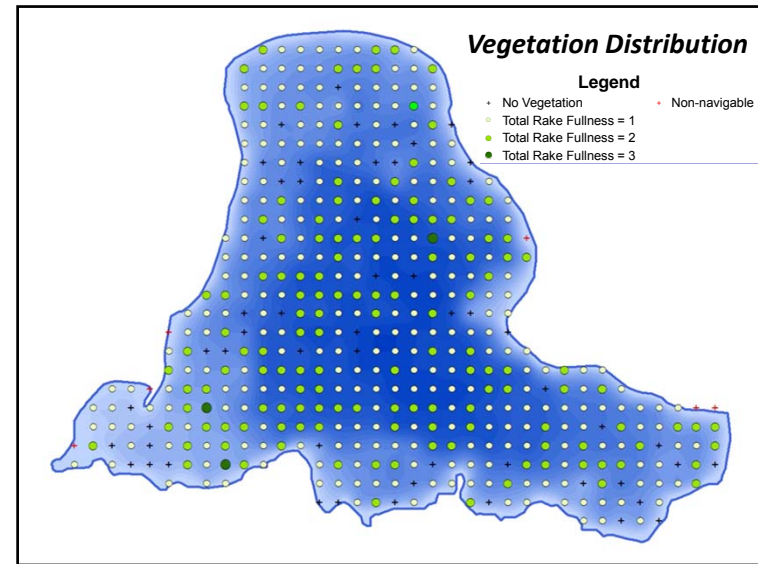 Vegetation Distribution
Legend
No Vegetation
Non-navigable
Total Rake Fullness = 1
Total Rake Fullness = 2
Total Rake Fullness = 3